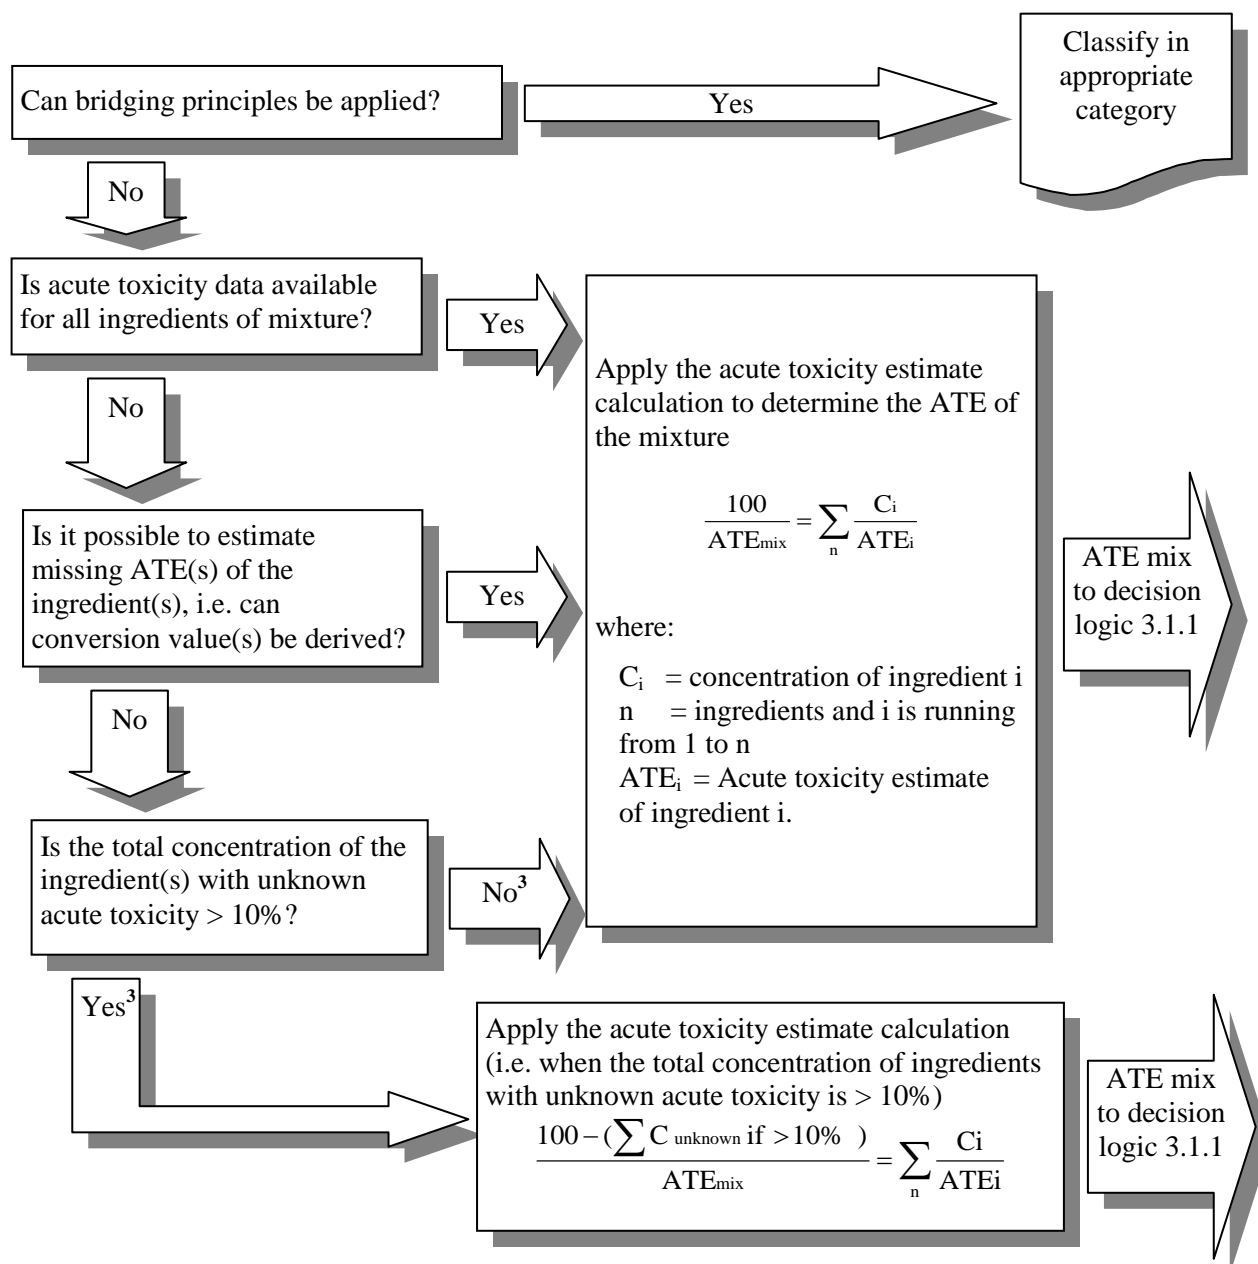 Can bridging principles be applied?
Yes
Classify in
appropriate
category
No
Is acute toxicity data available
for all ingredients of mixture?
Yes
No
Is it possible to estimate
missing ATE(s) of the
ingredient(s), i.e. can
conversion value(s) be derived?
Yes
No
Is the total concentration of the
ingredient(s) with unknown
acute toxicity > 10%?
No³
Apply the acute toxicity estimate
calculation to determine the ATE of
the mixture
100
ATEmix
= ∑
n
Ci
ATEi
where:
Cᵢ = concentration of ingredient i
n = ingredients and i is running
from 1 to n
ATEᵢ = Acute toxicity estimate
of ingredient i.
ATE mix
to decision
logic 3.1.1
Yes³
Apply the acute toxicity estimate calculation
(i.e. when the total concentration of ingredients
with unknown acute toxicity is > 10%)
100 – (∑ C unknown if > 10% )
ATEmix
= ∑
n
Ci
ATEi
ATE mix
to decision
logic 3.1.1